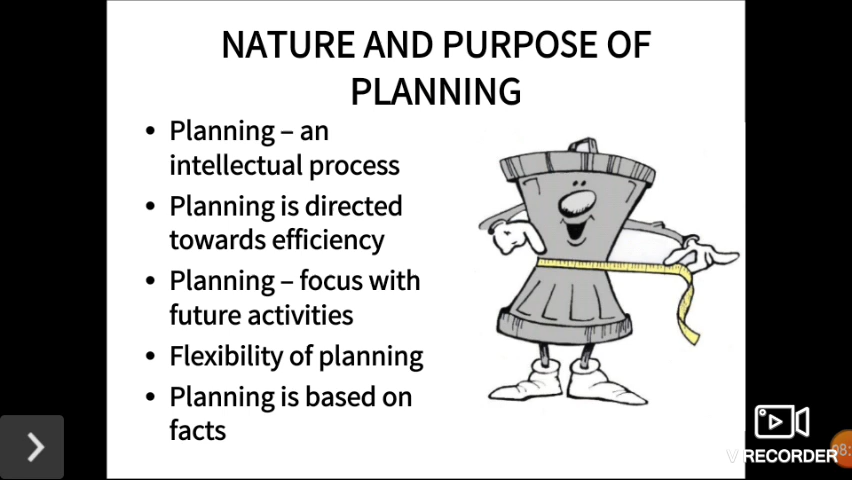 NATURE AND PURPOSE OF
PLANNING
• Planning – an
intellectual process
• Planning is directed
towards efficiency
• Planning – focus with
future activities
• Flexibility of planning
• Planning is based on
facts
V RECORDER
08: